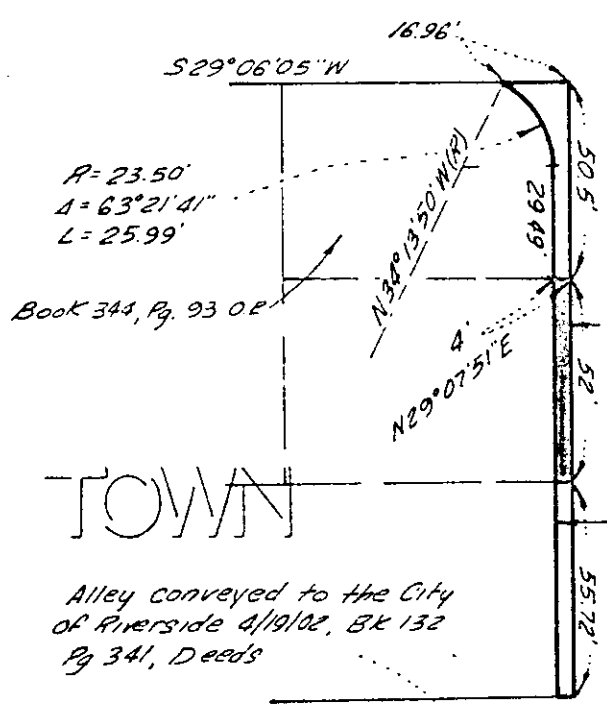 16.96'
S29°06'05"W
R= 23.50'
Δ= 63°21'41"
L= 25.99'
50.5'
29.49'
N34°13'50"W(R)
Book 344, Pg. 93 O.R.
4'
N29°07'51"E
52'
TOWN
Alley conveyed to the City
of Riverside 4/19/02, BK 132
Pg 341, Deeds
55.72'